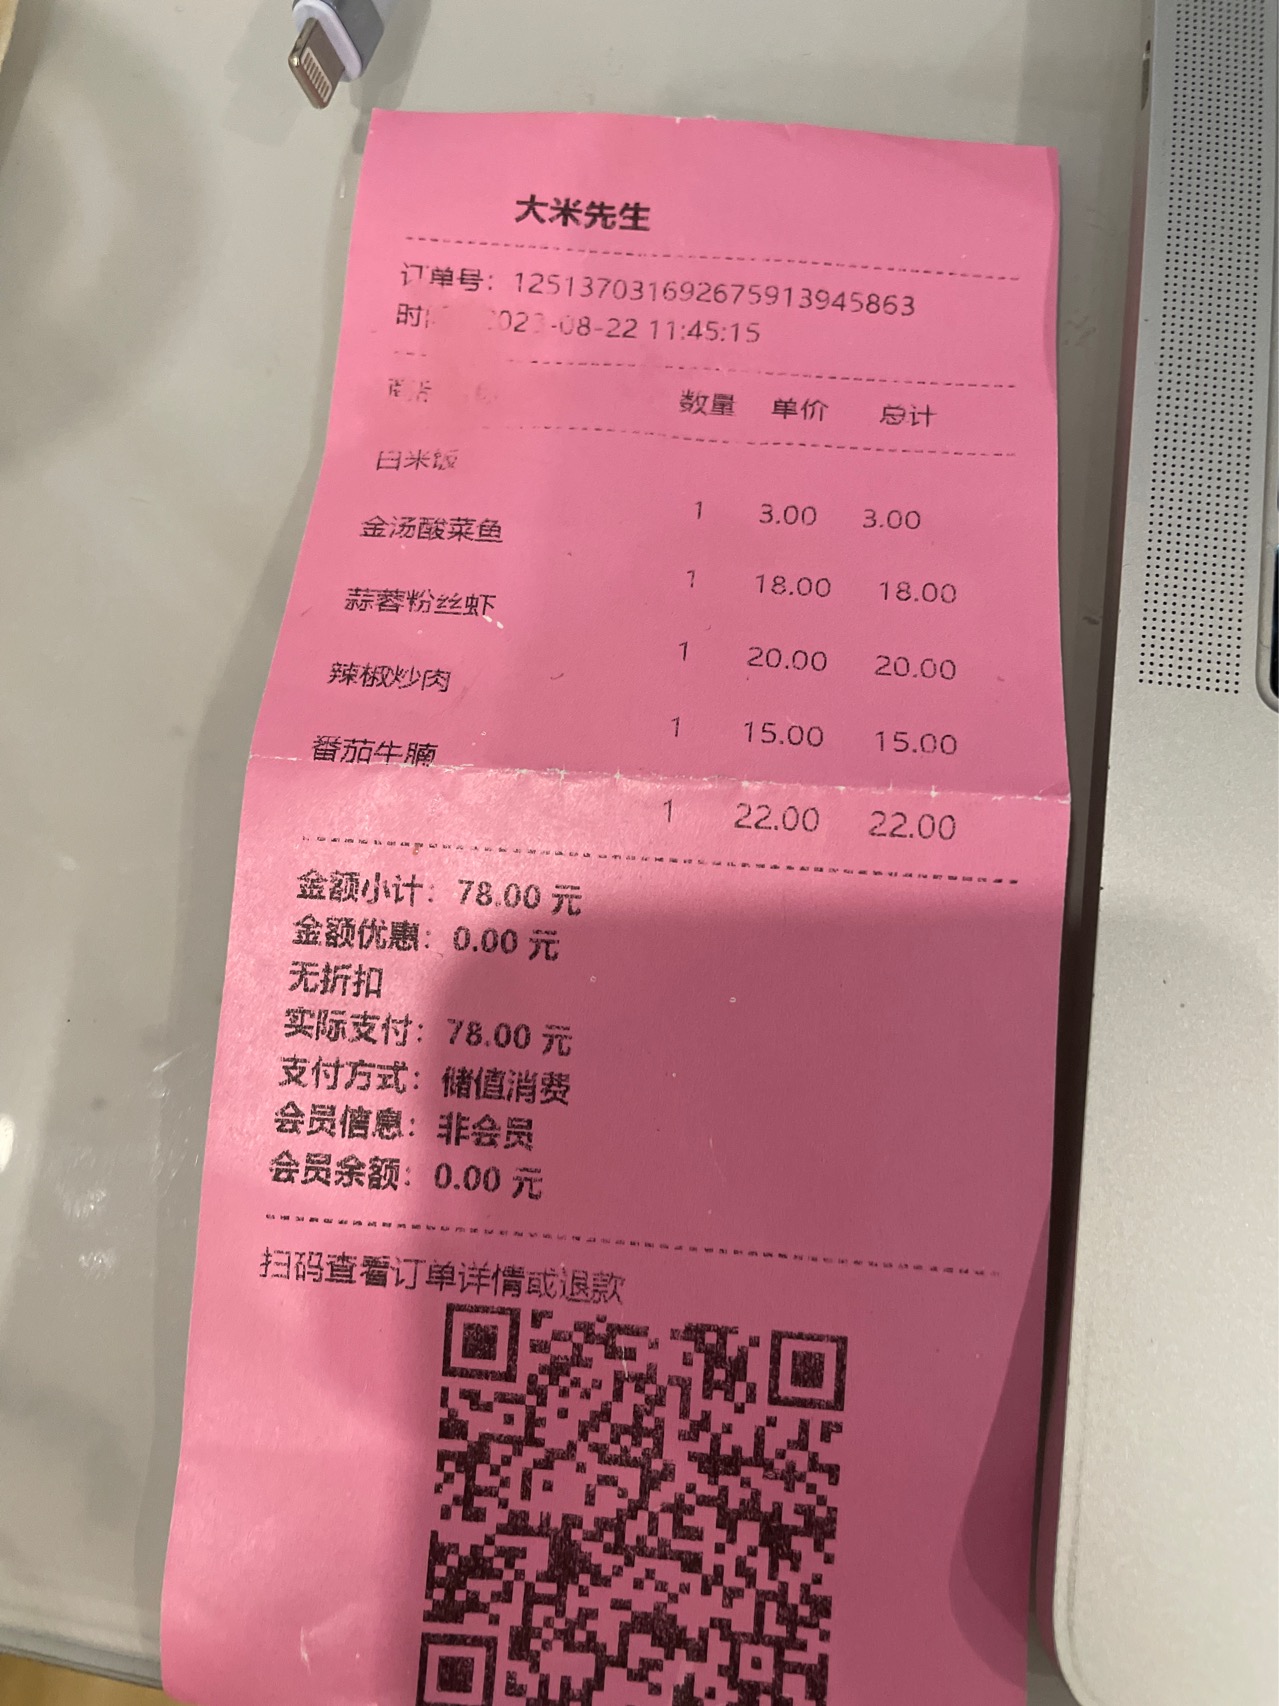 大米先生
订单号：125137031692675913945863
2023-08-22 11:45:15
数量 单价 总计
白米饭
1 3.00 3.00
金汤酸菜鱼
1 18.00 18.00
蒜蓉粉丝虾
1 20.00 20.00
辣椒炒肉
1 15.00 15.00
番茄牛腩
1 22.00 22.00
金额小计：78.00 元
金额优惠：0.00 元
无折扣
实际支付：78.00 元
支付方式：储值消费
会员信息：非会员
会员余额：0.00 元
扫码查看订单详情或退款